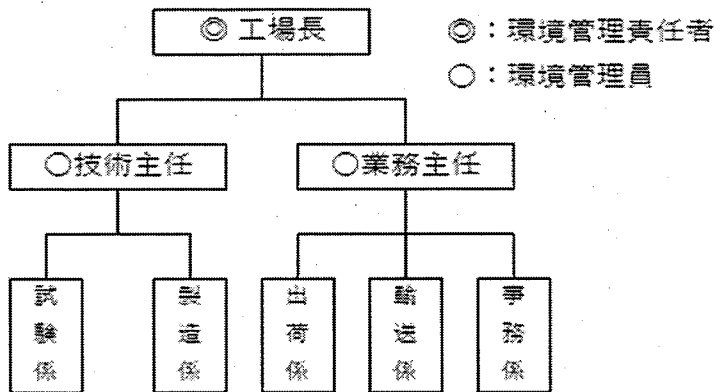 ◎ 工場長
◎：環境管理責任者
○：環境管理員
○技術主任
○業務主任
試験係
製造係
出荷係
輸送係
事務係